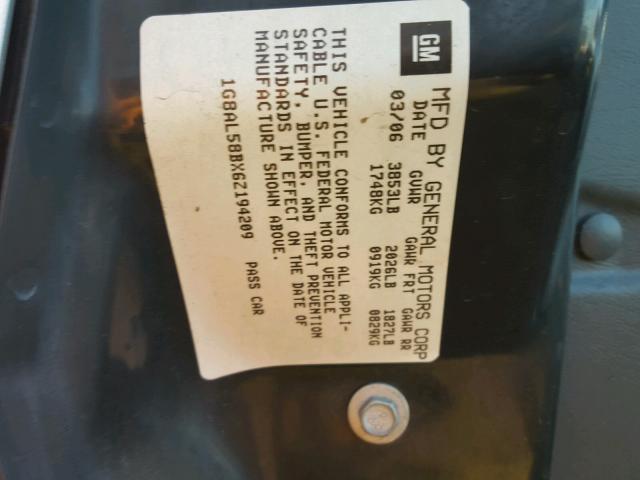 GM MFD BY GENERAL MOTORS CORP
DATE GVWR GAWR FRT GAWR RR
03/06 3853LB 2026LB 1827LB
1748KG 0919KG 0829KG
THIS VEHICLE CONFORMS TO ALL APPLI-
CABLE U.S. FEDERAL MOTOR VEHICLE
SAFETY, BUMPER, AND THEFT PREVENTION
STANDARDS IN EFFECT ON THE DATE OF
MANUFACTURE SHOWN ABOVE.
1G8AL58BX6Z194209 PASS CAR